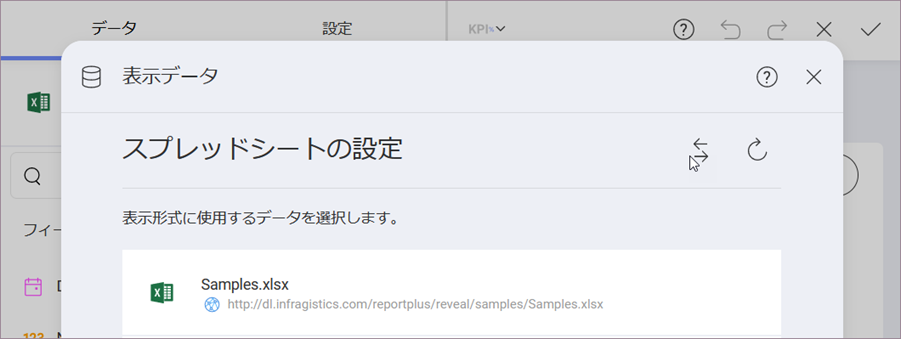 データ 設定 KPI
表示データ
スプレッドシートの設定
表示形式に使用するデータを選択します。
フィー
Samples.xlsx
http://dl.infragistics.com/reportplus/reveal/samples/Samples.xlsx
123